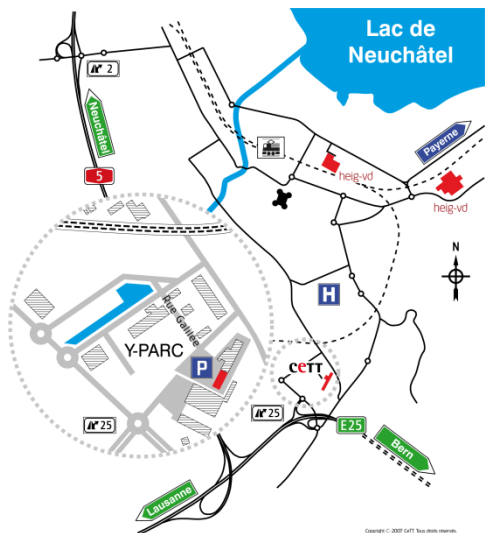 Lac de
Neuchâtel
2
Neuchâtel
Payerne
5
heig-vd
heig-vd
N
H
Rue Galilée
Y-PARC
P
CeTT
25
25
E25
Bern
Lausanne
Copyright © 2007 CeTT. Tous droits réservés.